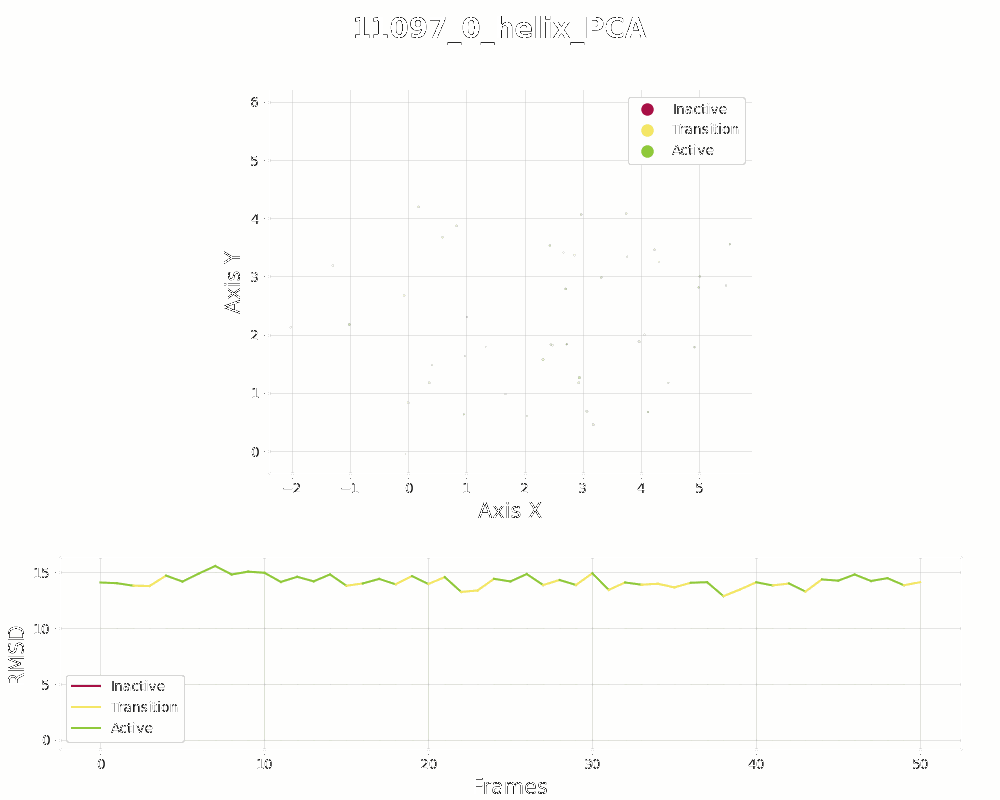 11097_0_helix_PCA
Inactive
Transition
Active
6
5
4
3
2
1
0
Axis Y
−2 −1 0 1 2 3 4 5
Axis X
15
10
5
0
RMSD
Inactive
Transition
Active
0 10 20 30 40 50
Frames